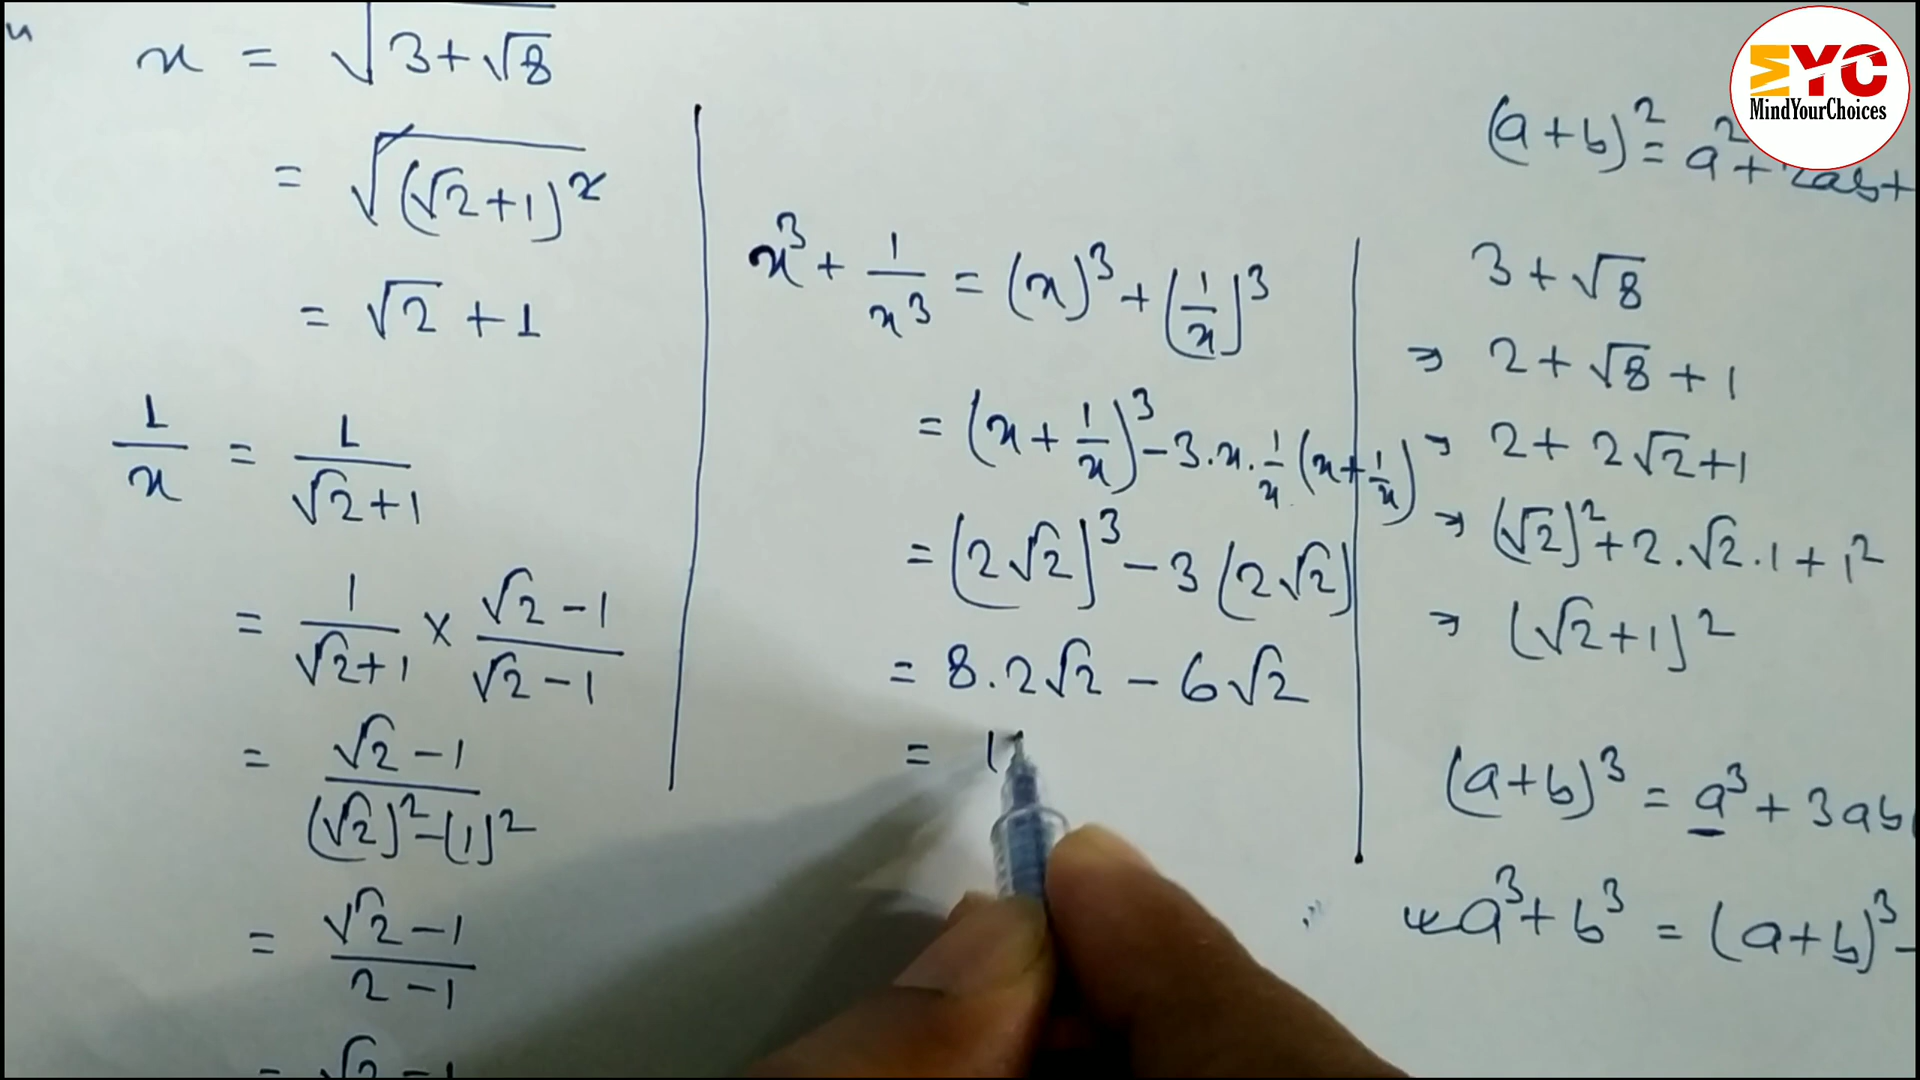 x = √(3+√8)
= √((√2+1)²)
= √2 + 1
1/x = 1/(√2+1)
= 1/(√2+1) × (√2-1)/(√2-1)
= (√2-1)/((√2)²-(1)²)
= (√2-1)/(2-1)
= √2-1
x³ + 1/x³ = (x)³ + (1/x)³
= (x + 1/x)³ - 3.x.1/x (x+1/x)
= (2√2)³ - 3(2√2)
= 8.2√2 - 6√2
= 1
MYC
MindYourChoices
(a+b)² = a²+2ab+
3+√8
⇒ 2+√8+1
⇒ 2+2√2+1
⇒ (√2)²+2.√2.1+1²
⇒ (√2+1)²
(a+b)³ = a³+3ab(
a³+b³ = (a+b)³-